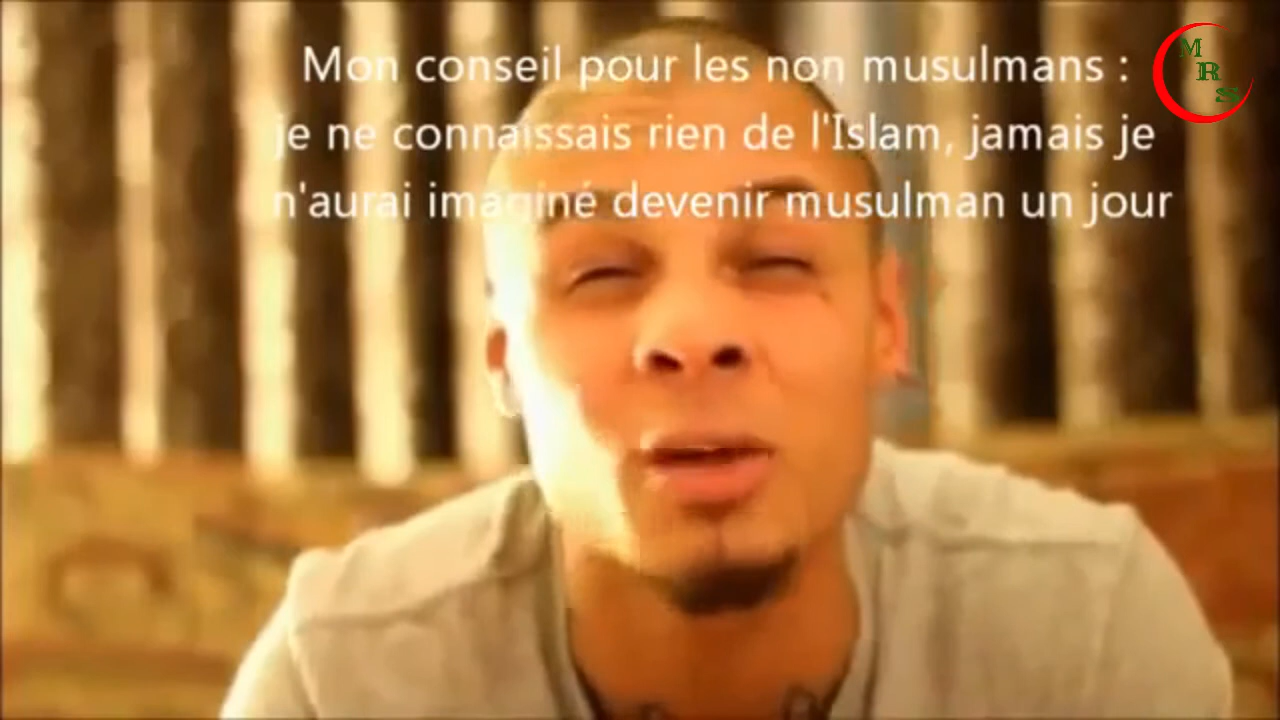 Mon conseil pour les non musulmans :
je ne connaissais rien de l'Islam, jamais je
n'aurai imaginé devenir musulman un jour
M
R
S